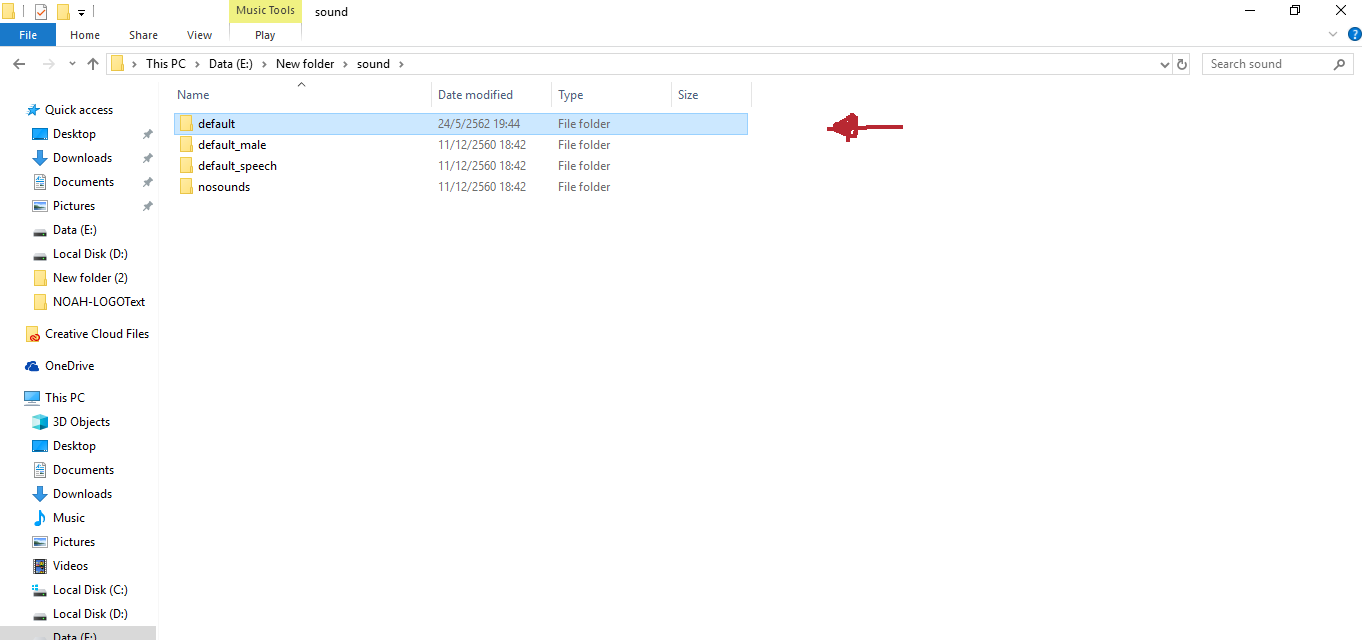 Music Tools
sound
File
Home
Share
View
Play
This PC
Data (E:)
New folder
sound
Search sound
Name
Date modified
Type
Size
default
24/5/2562 19:44
File folder
default_male
11/12/2560 18:42
File folder
default_speech
11/12/2560 18:42
File folder
nosounds
11/12/2560 18:42
File folder
Quick access
Desktop
Downloads
Documents
Pictures
Data (E:)
Local Disk (D:)
New folder (2)
NOAH-LOGOText
Creative Cloud Files
OneDrive
This PC
3D Objects
Desktop
Documents
Downloads
Music
Pictures
Videos
Local Disk (C:)
Local Disk (D:)
Data (E:)